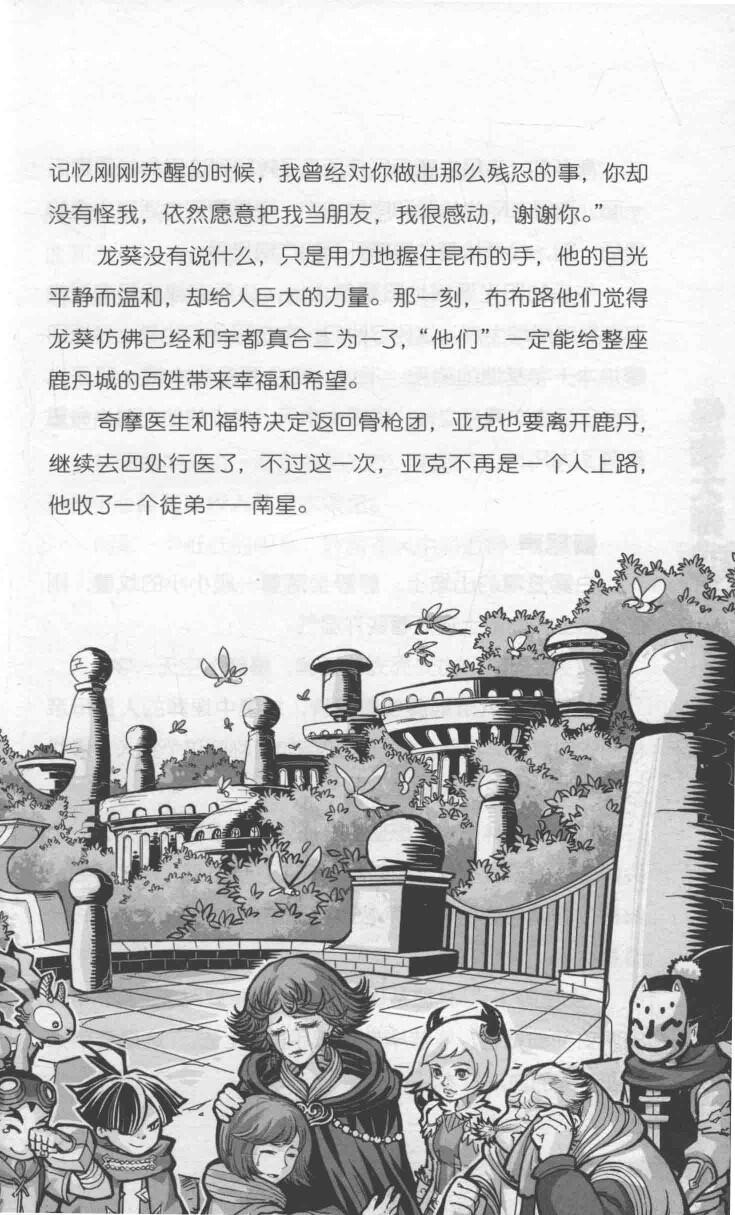 记忆刚刚苏醒的时候，我曾经对你做出那么残忍的事，你却
没有怪我，依然愿意把我当朋友，我很感动，谢谢你。”
龙葵没有说什么，只是用力地握住昆布的手，他的目光
平静而温和，却给人巨大的力量。那一刻，布布路他们觉得
龙葵仿佛已经和宇都真合二为一了，“他们”一定能给整座
鹿丹城的百姓带来幸福和希望。
奇摩医生和福特决定返回骨枪团，亚克也要离开鹿丹，
继续去四处行医了，不过这一次，亚克不再是一个人上路，
他收了一个徒弟——南星。